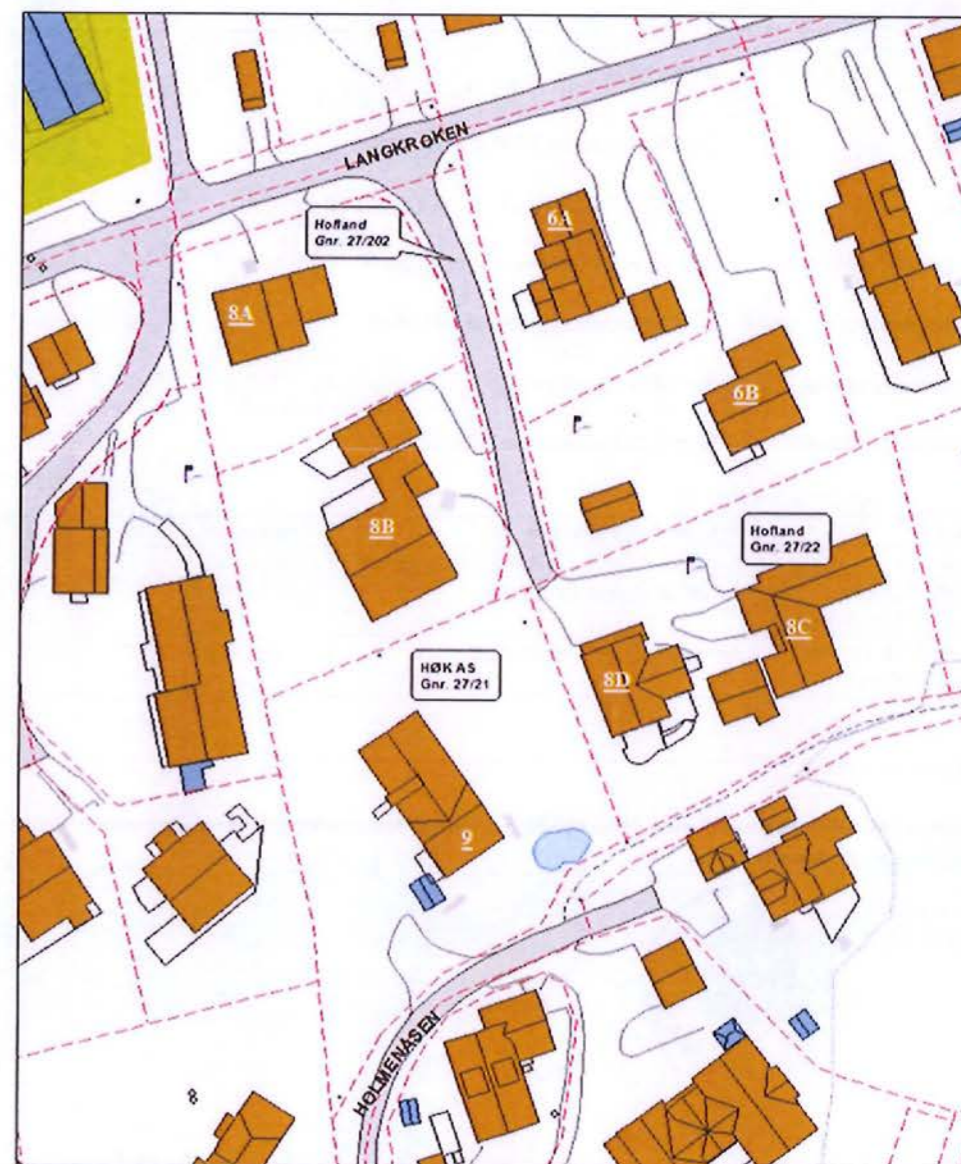 LANGKROKEN
Hofland
Gnr. 27/202
6A
8A
6B
8B
Hofland
Gnr. 27/22
8C
HØK AS
Gnr. 27/21
8D
9
HOLMENÅSEN